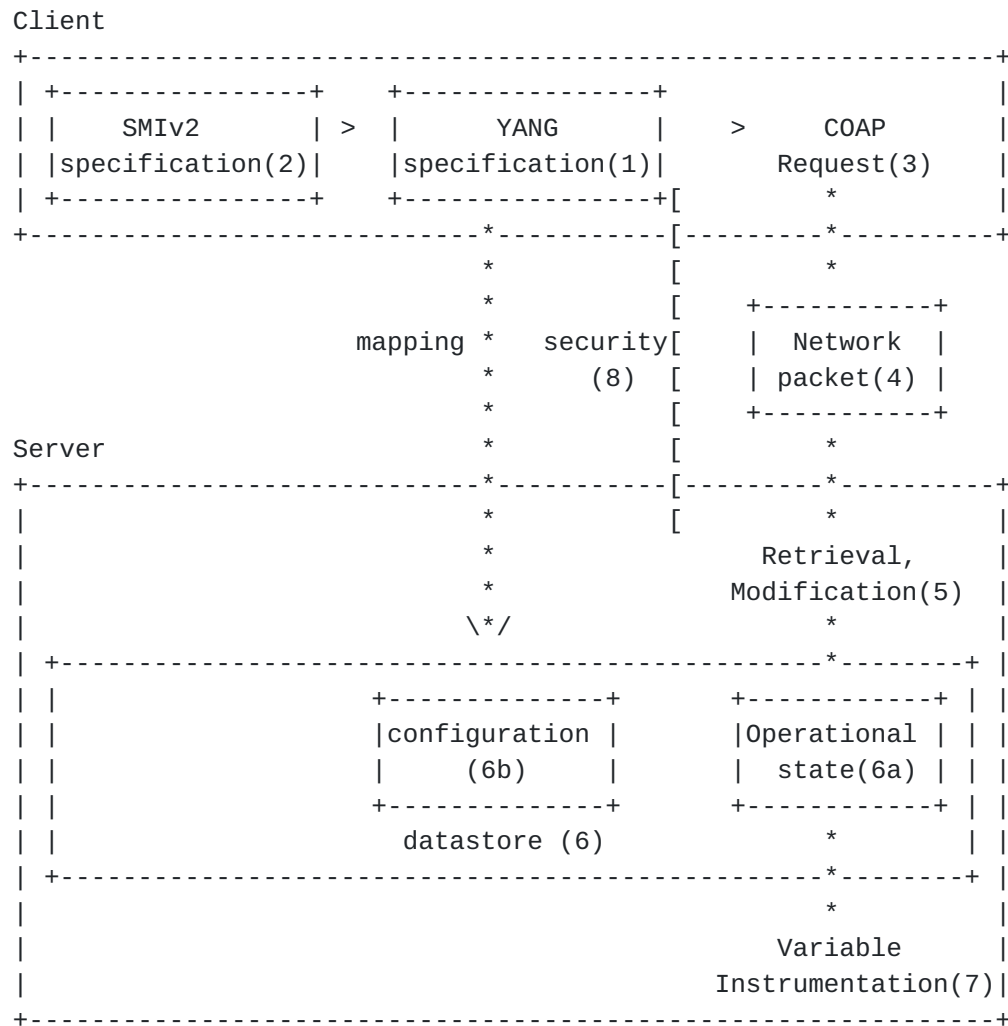 Client
SMIv2 > YANG > COAP
specification(2) specification(1) Request(3)
mapping security Network
(8) packet(4)
Server
Retrieval,
Modification(5)
configuration Operational
(6b) state(6a)
datastore (6)
Variable
Instrumentation(7)